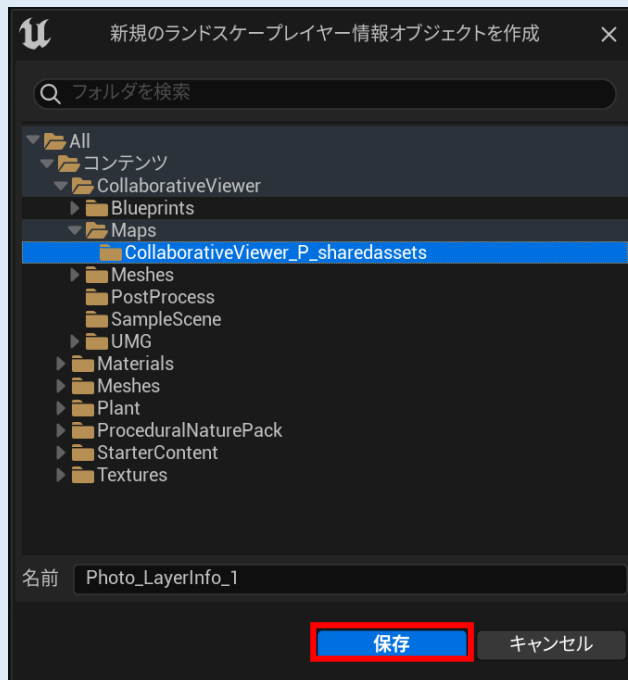 新規のランドスケープレイヤー情報オブジェクトを作成
フォルダを検索
All
コンテンツ
CollaborativeViewer
Blueprints
Maps
CollaborativeViewer_P_sharedassets
Meshes
PostProcess
SampleScene
UMG
Materials
Meshes
Plant
ProceduralNaturePack
StarterContent
Textures
名前 Photo_LayerInfo_1
保存 キャンセル